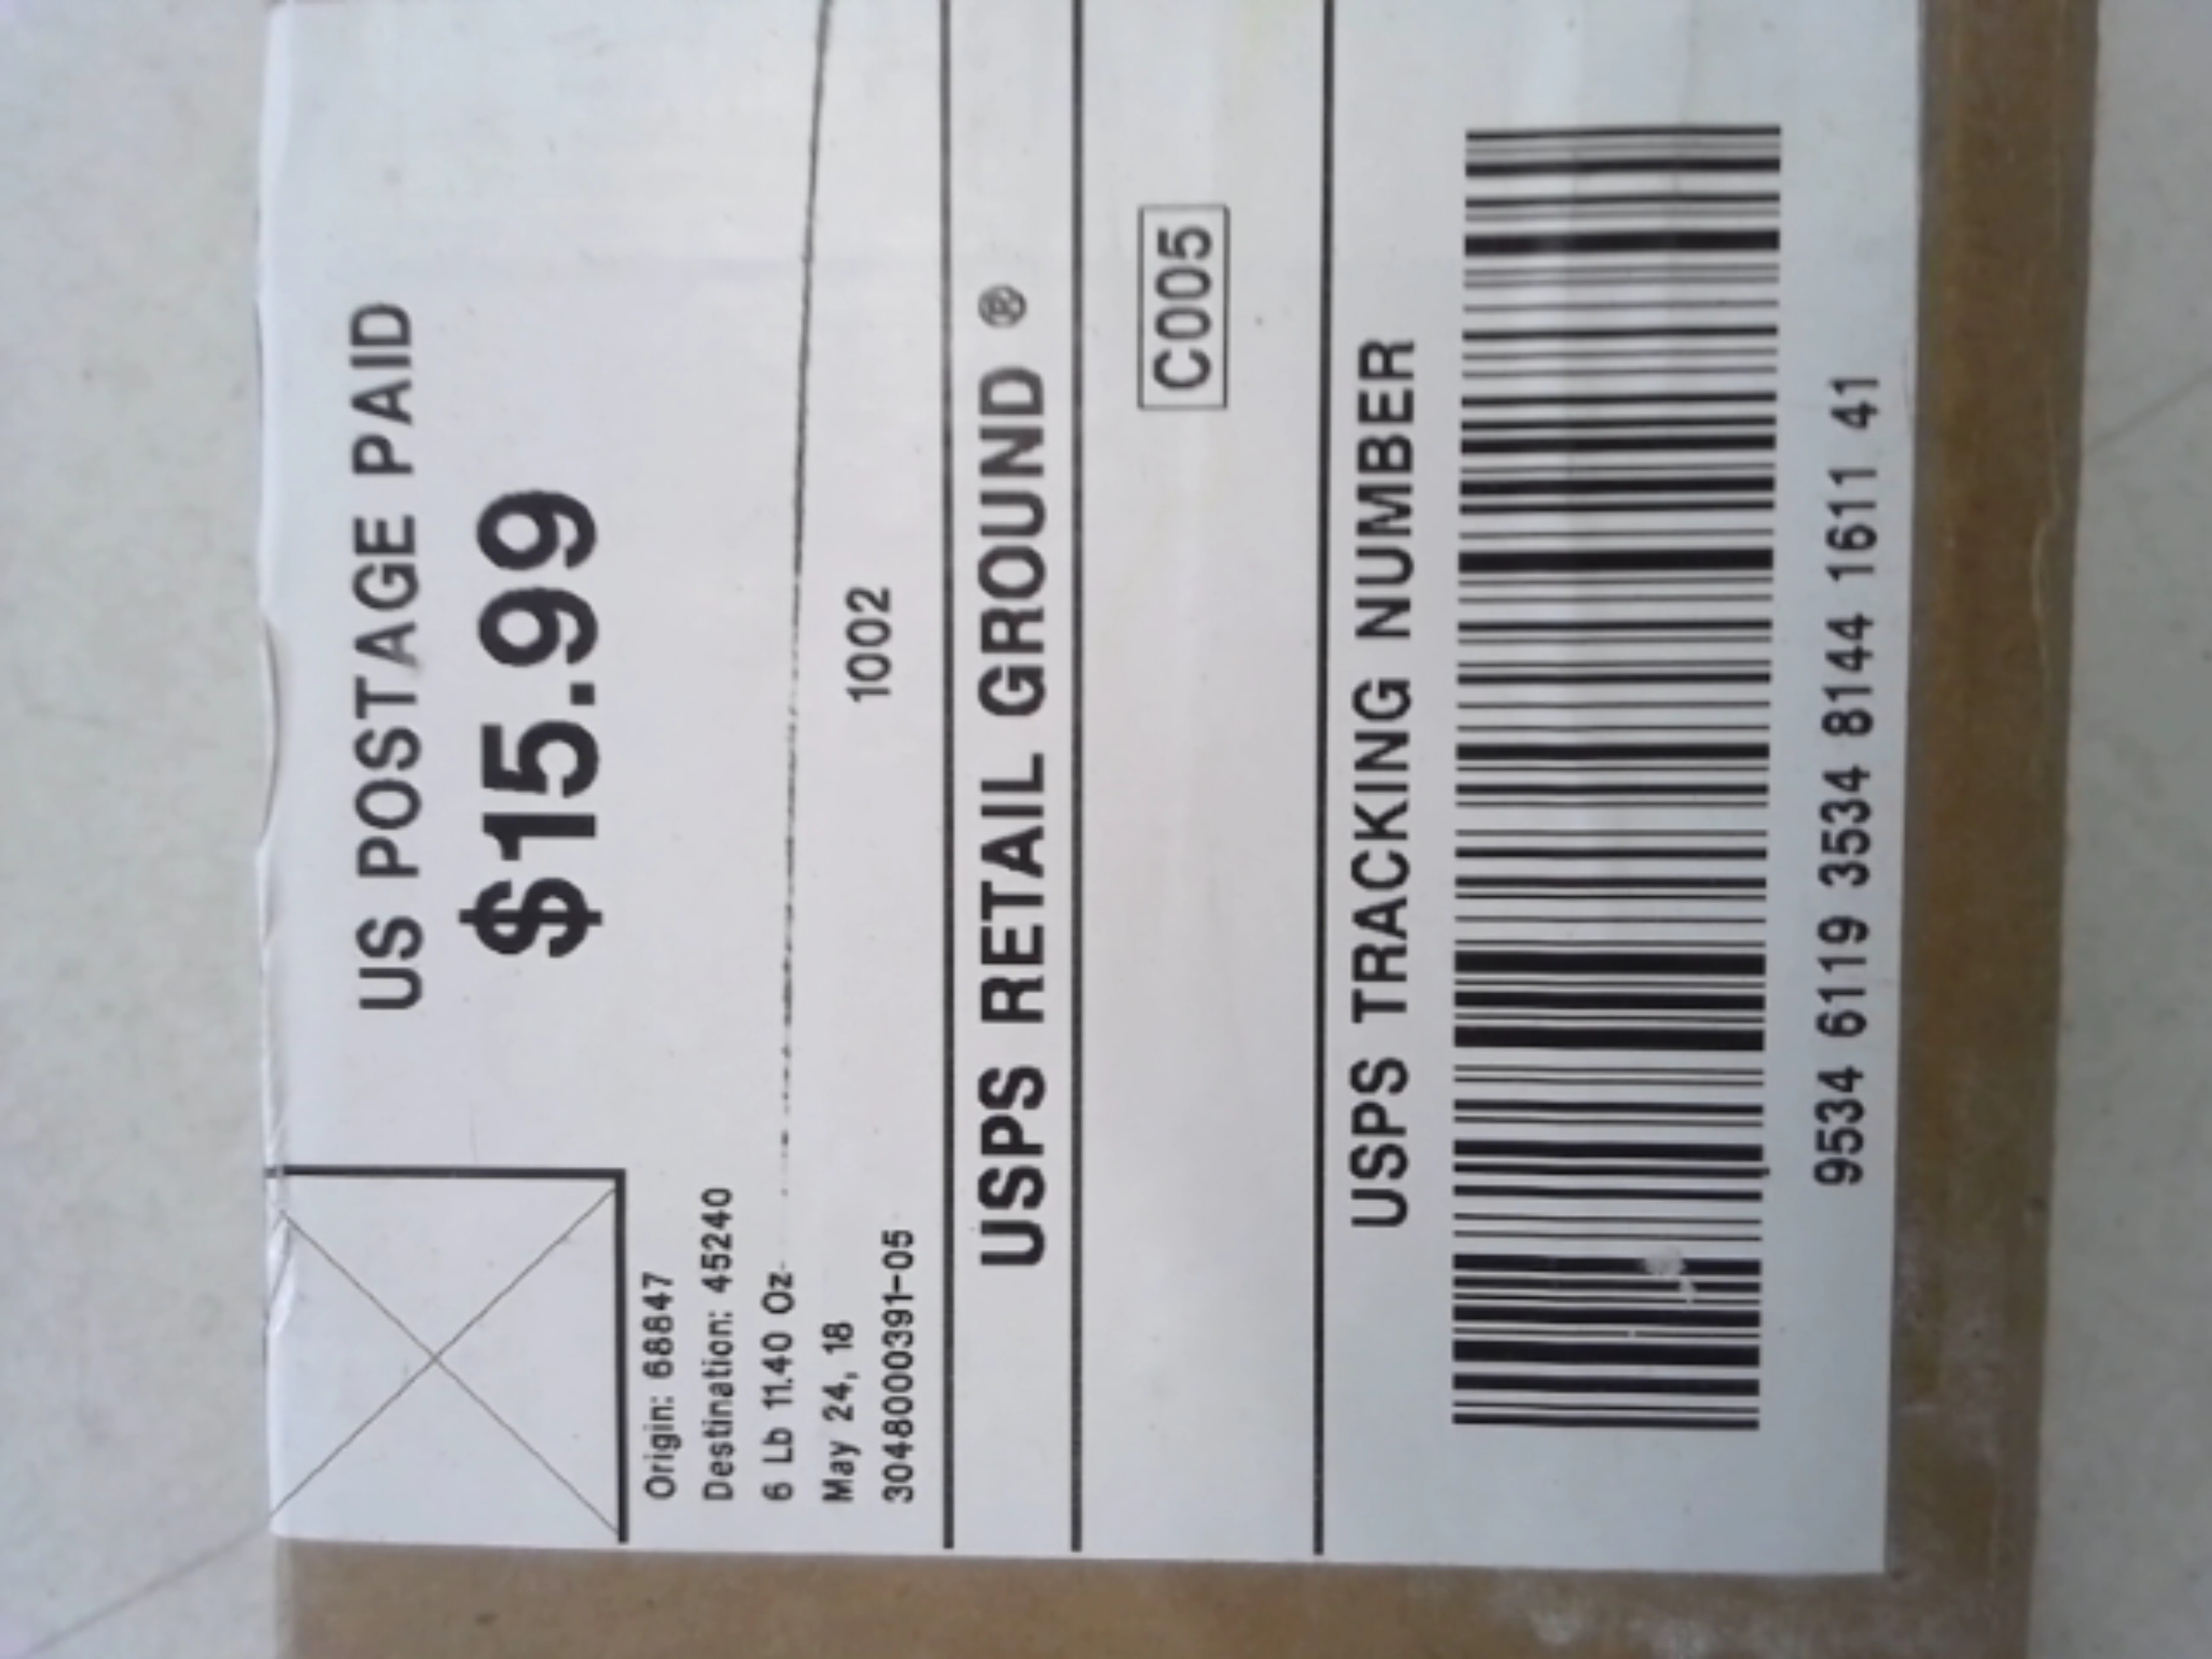 US POSTAGE PAID
$15.99
Origin: 68847
Destination: 45240
6 Lb 11.40 Oz
May 24, 18
3048000391-05
1002
USPS RETAIL GROUND ®
C005
USPS TRACKING NUMBER
9534 6119 3534 8144 1611 41